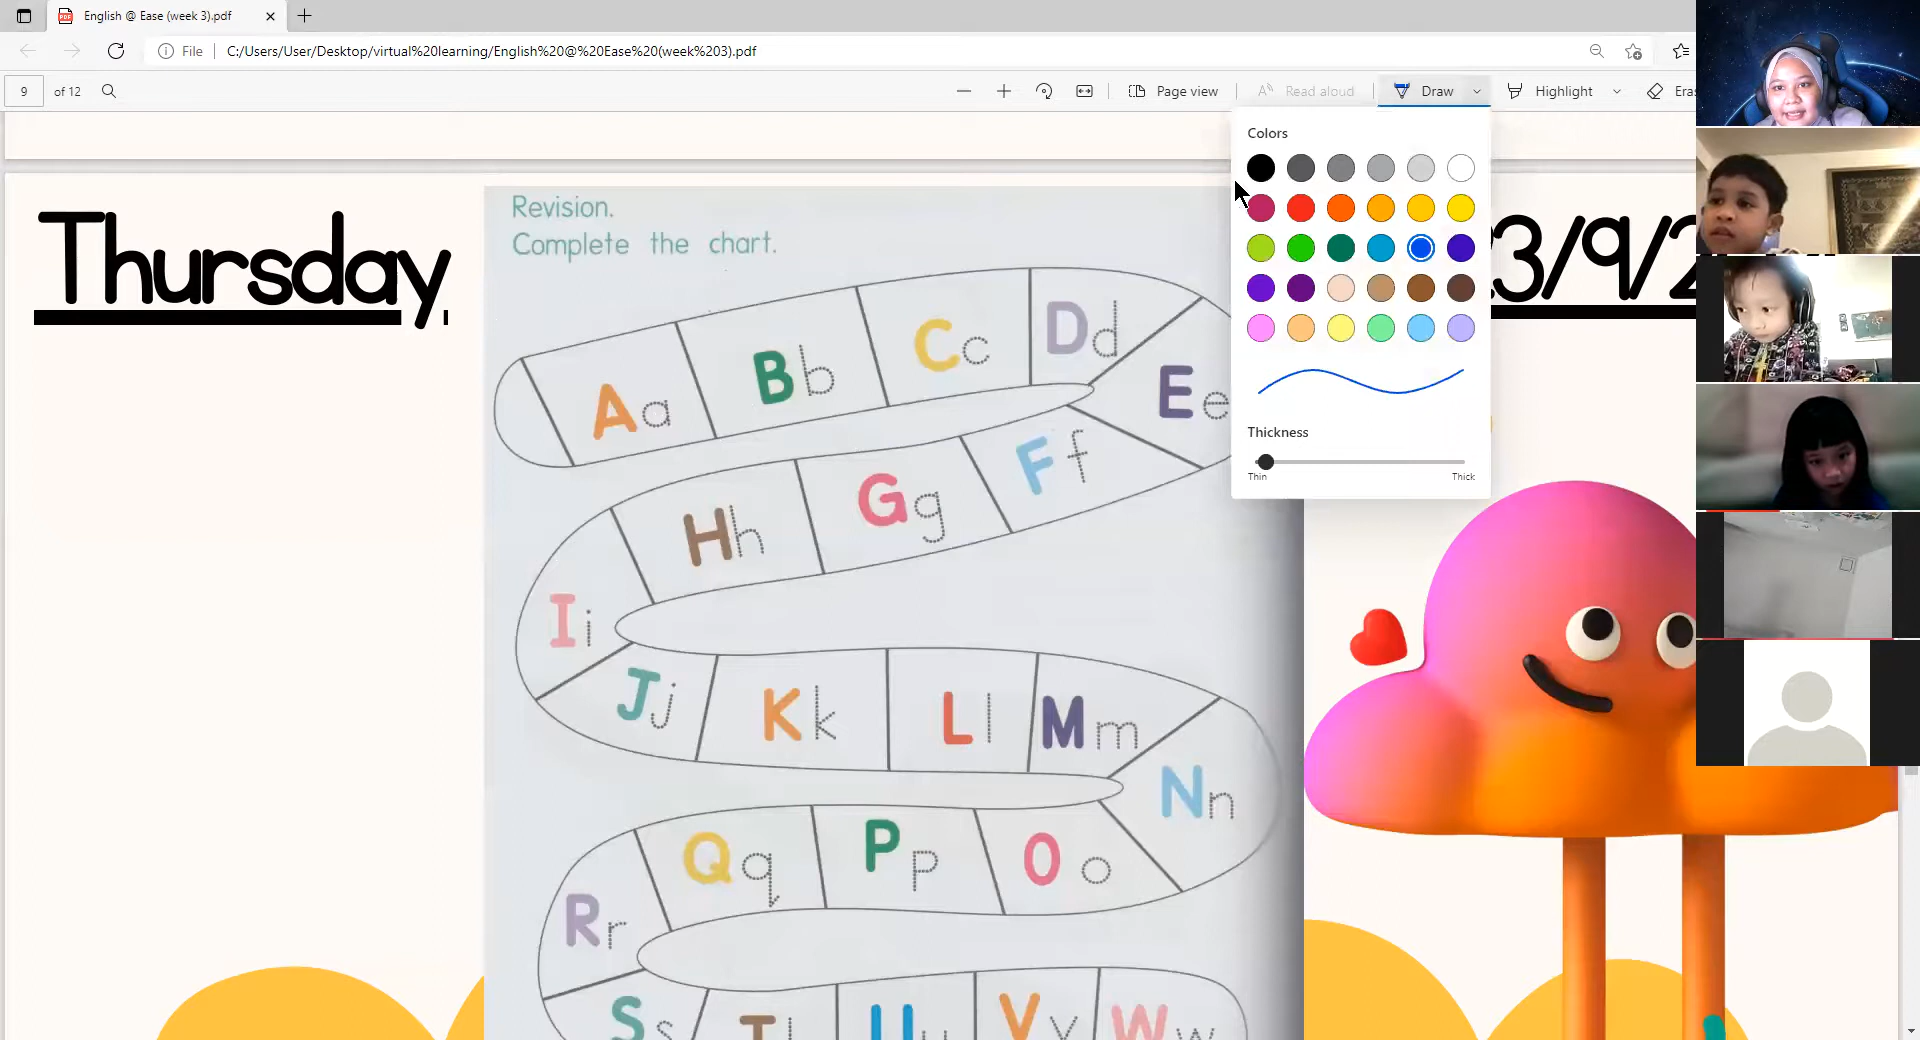 English @ Ease (week 3).pdf
File
C:/Users/User/Desktop/virtual%20learning/English%20@%20Ease%20(week%203).pdf
9 of 12
Page view
Read aloud
Draw
Highlight
Colors
Thickness
Thin
Thick
Thursday,
Revision.
Complete the chart.
Aa Bb Cc Dd Ee
Hh Gg Ff
Ii
Jj Kk Ll Mm
Nn
Qq Pp Oo
Rr
Ss T U V W